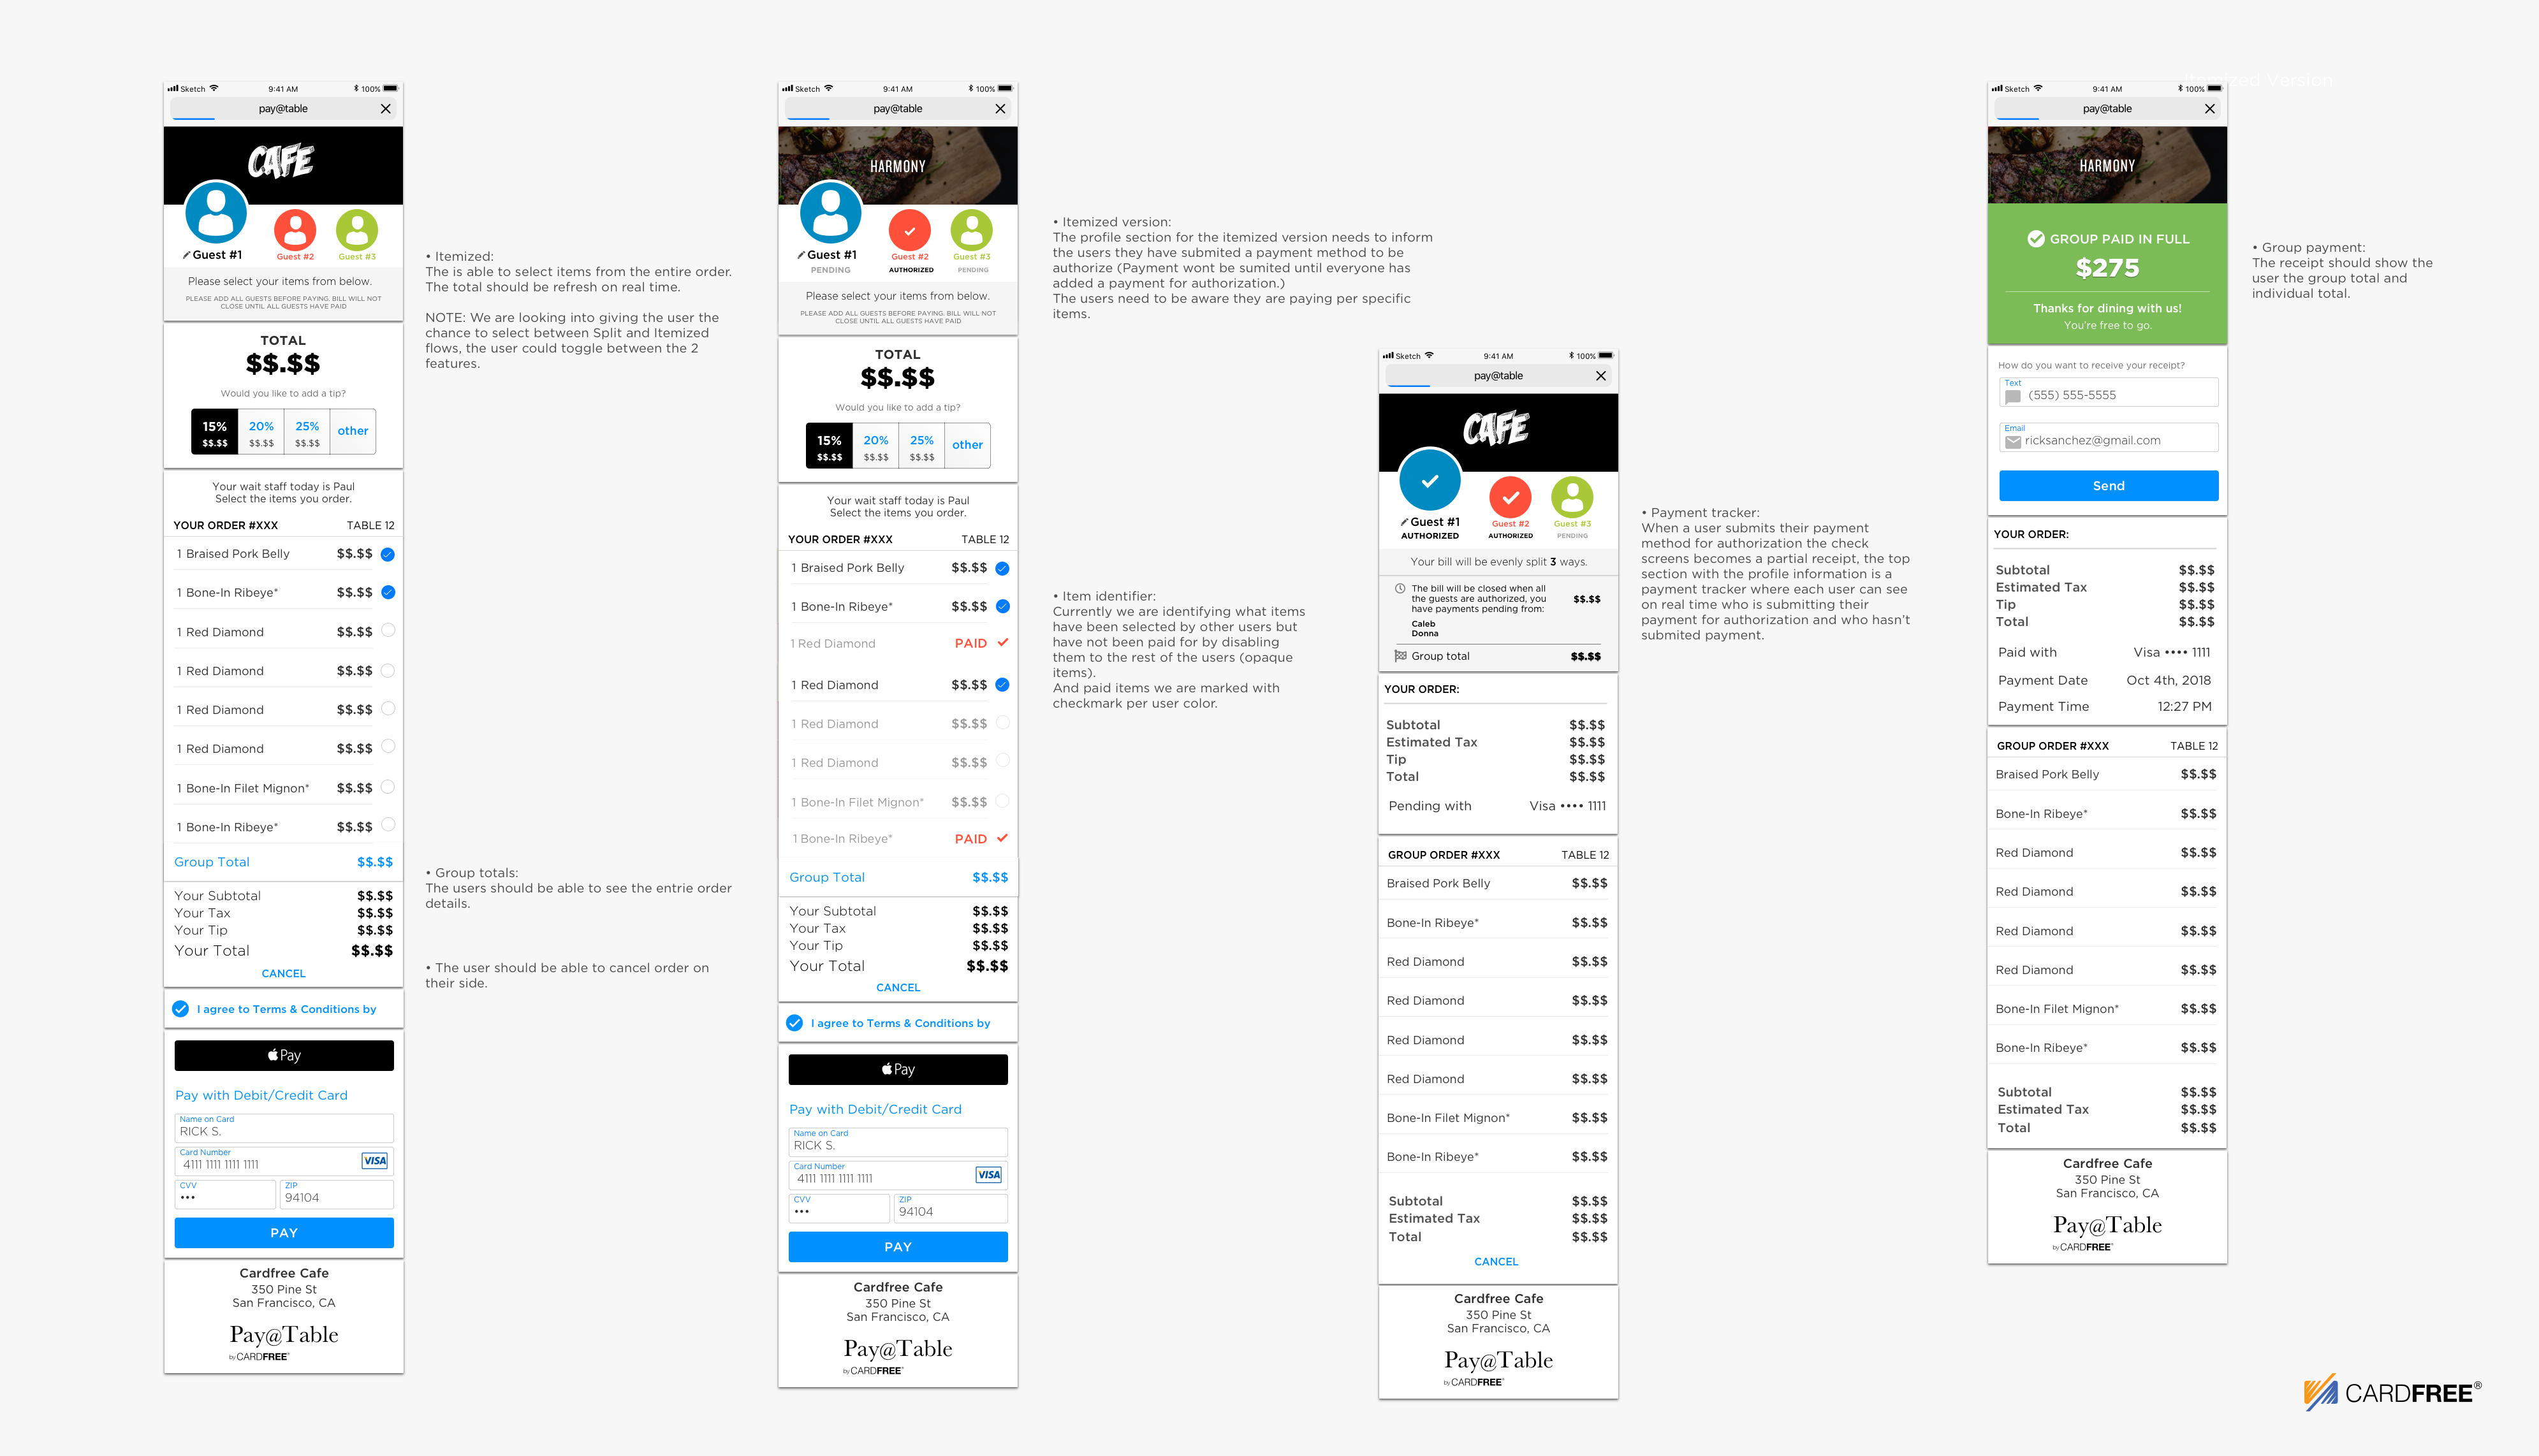 Itemized Version
Sketch 9:41 AM 100%
pay@table
CAFE
Guest #1 Guest #2 Guest #3
Please select your items from below.
PLEASE ADD ALL GUESTS BEFORE PAYING. BILL WILL NOT
CLOSE UNTIL ALL GUESTS HAVE PAID
TOTAL
$$.$$
Would you like to add a tip?
15% 20% 25% other
$$.$$ $$.$$ $$.$$
Your wait staff today is Paul
Select the items you order.
YOUR ORDER #XXX TABLE 12
1 Braised Pork Belly $$.$$
1 Bone-In Ribeye* $$.$$
1 Red Diamond $$.$$
1 Red Diamond $$.$$
1 Red Diamond $$.$$
1 Red Diamond $$.$$
1 Bone-In Filet Mignon* $$.$$
1 Bone-In Ribeye* $$.$$
Group Total $$.$$
Your Subtotal $$.$$
Your Tax $$.$$
Your Tip $$.$$
Your Total $$.$$
CANCEL
I agree to Terms & Conditions by
Pay
Pay with Debit/Credit Card
Name on Card
RICK S.
Card Number
4111 1111 1111 1111 VISA
CVV ZIP
••• 94104
PAY
Cardfree Cafe
350 Pine St
San Francisco, CA
Pay@Table
by CARDFREE
• Itemized:
The is able to select items from the entire order.
The total should be refresh on real time.
NOTE: We are looking into giving the user the
chance to select between Split and Itemized
flows, the user could toggle between the 2
features.
• Group totals:
The users should be able to see the entrie order
details.
• The user should be able to cancel order on
their side.
Sketch 9:41 AM 100%
pay@table
HARMONY
Guest #1 Guest #2 Guest #3
PENDING AUTHORIZED PENDING
Please select your items from below.
PLEASE ADD ALL GUESTS BEFORE PAYING. BILL WILL NOT
CLOSE UNTIL ALL GUESTS HAVE PAID
TOTAL
$$.$$
Would you like to add a tip?
15% 20% 25% other
$$.$$ $$.$$ $$.$$
Your wait staff today is Paul
Select the items you order.
YOUR ORDER #XXX TABLE 12
1 Braised Pork Belly $$.$$
1 Bone-In Ribeye* $$.$$
1 Red Diamond PAID
1 Red Diamond $$.$$
1 Red Diamond $$.$$
1 Red Diamond $$.$$
1 Bone-In Filet Mignon* $$.$$
1 Bone-In Ribeye* PAID
Group Total $$.$$
Your Subtotal $$.$$
Your Tax $$.$$
Your Tip $$.$$
Your Total $$.$$
CANCEL
I agree to Terms & Conditions by
Pay
Pay with Debit/Credit Card
Name on Card
RICK S.
Card Number
4111 1111 1111 1111 VISA
CVV ZIP
••• 94104
PAY
Cardfree Cafe
350 Pine St
San Francisco, CA
Pay@Table
by CARDFREE
• Itemized version:
The profile section for the itemized version needs to inform
the users they have submited a payment method to be
authorize (Payment wont be sumited until everyone has
added a payment for authorization.)
The users need to be aware they are paying per specific
items.
• Item identifier:
Currently we are identifying what items
have been selected by other users but
have not been paid for by disabling
them to the rest of the users (opaque
items).
And paid items we are marked with
checkmark per user color.
Sketch 9:41 AM 100%
pay@table
CAFE
Guest #1 Guest #2 Guest #3
AUTHORIZED AUTHORIZED PENDING
Your bill will be evenly split 3 ways.
The bill will be closed when all
the guests are authorized, you $$.$$
have payments pending from:
Caleb
Donna
Group total $$.$$
YOUR ORDER:
Subtotal $$.$$
Estimated Tax $$.$$
Tip $$.$$
Total $$.$$
Pending with Visa •••• 1111
GROUP ORDER #XXX TABLE 12
Braised Pork Belly $$.$$
Bone-In Ribeye* $$.$$
Red Diamond $$.$$
Red Diamond $$.$$
Red Diamond $$.$$
Red Diamond $$.$$
Bone-In Filet Mignon* $$.$$
Bone-In Ribeye* $$.$$
Subtotal $$.$$
Estimated Tax $$.$$
Total $$.$$
CANCEL
Cardfree Cafe
350 Pine St
San Francisco, CA
Pay@Table
by CARDFREE
• Payment tracker:
When a user submits their payment
method for authorization the check
screens becomes a partial receipt, the top
section with the profile information is a
payment tracker where each user can see
on real time who is submitting their
payment for authorization and who hasn't
submited payment.
Sketch 9:41 AM 100%
pay@table
HARMONY
GROUP PAID IN FULL
$275
Thanks for dining with us!
You're free to go.
How do you want to receive your receipt?
Text
(555) 555-5555
Email
ricksanchez@gmail.com
Send
YOUR ORDER:
Subtotal $$.$$
Estimated Tax $$.$$
Tip $$.$$
Total $$.$$
Paid with Visa •••• 1111
Payment Date Oct 4th, 2018
Payment Time 12:27 PM
GROUP ORDER #XXX TABLE 12
Braised Pork Belly $$.$$
Bone-In Ribeye* $$.$$
Red Diamond $$.$$
Red Diamond $$.$$
Red Diamond $$.$$
Red Diamond $$.$$
Bone-In Filet Mignon* $$.$$
Bone-In Ribeye* $$.$$
Subtotal $$.$$
Estimated Tax $$.$$
Total $$.$$
Cardfree Cafe
350 Pine St
San Francisco, CA
Pay@Table
by CARDFREE
• Group payment:
The receipt should show the
user the group total and
individual total.
CARDFREE®